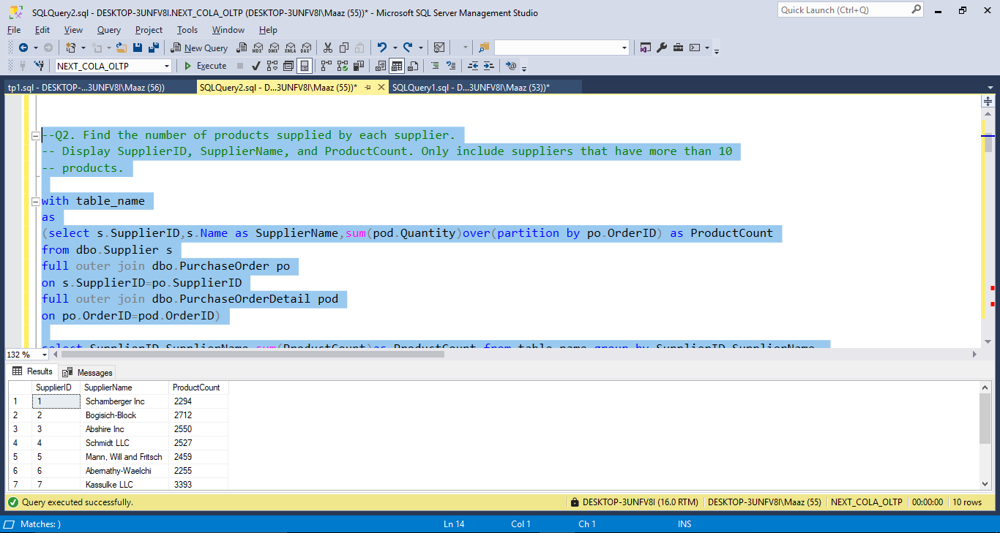 SQLQuery2.sql - DESKTOP-3UNFV8I.NEXT_COLA_OLTP (DESKTOP-3UNFV8I\Maaz (55))* - Microsoft SQL Server Management Studio
Quick Launch (Ctrl+Q)
File Edit View Query Project Tools Window Help
New Query MDX DMX XMLA DAX
NEXT_COLA_OLTP Execute
tp1.sql - DESKTOP-...3UNFV8I\Maaz (56)) SQLQuery2.sql - D...3UNFV8I\Maaz (55))* SQLQuery1.sql - D...3UNFV8I\Maaz (53))*
--Q2. Find the number of products supplied by each supplier.
-- Display SupplierID, SupplierName, and ProductCount. Only include suppliers that have more than 10
-- products.
with table_name
as
(select s.SupplierID,s.Name as SupplierName,sum(pod.Quantity)over(partition by po.OrderID) as ProductCount
from dbo.Supplier s
full outer join dbo.PurchaseOrder po
on s.SupplierID=po.SupplierID
full outer join dbo.PurchaseOrderDetail pod
on po.OrderID=pod.OrderID)
select SupplierID,SupplierName,sum(ProductCount)as ProductCount from table_name group by SupplierID,SupplierName
132 %
Results Messages
SupplierID SupplierName ProductCount
1 1 Schamberger Inc 2294
2 2 Bogisich-Block 2712
3 3 Abshire Inc 2550
4 4 Schmidt LLC 2527
5 5 Mann, Will and Fritsch 2459
6 6 Abernathy-Waelchi 2255
7 7 Kassulke LLC 3393
Query executed successfully. DESKTOP-3UNFV8I (16.0 RTM) DESKTOP-3UNFV8I\Maaz (55) NEXT_COLA_OLTP 00:00:00 10 rows
Matches: ) Ln 14 Col 1 Ch 1 INS